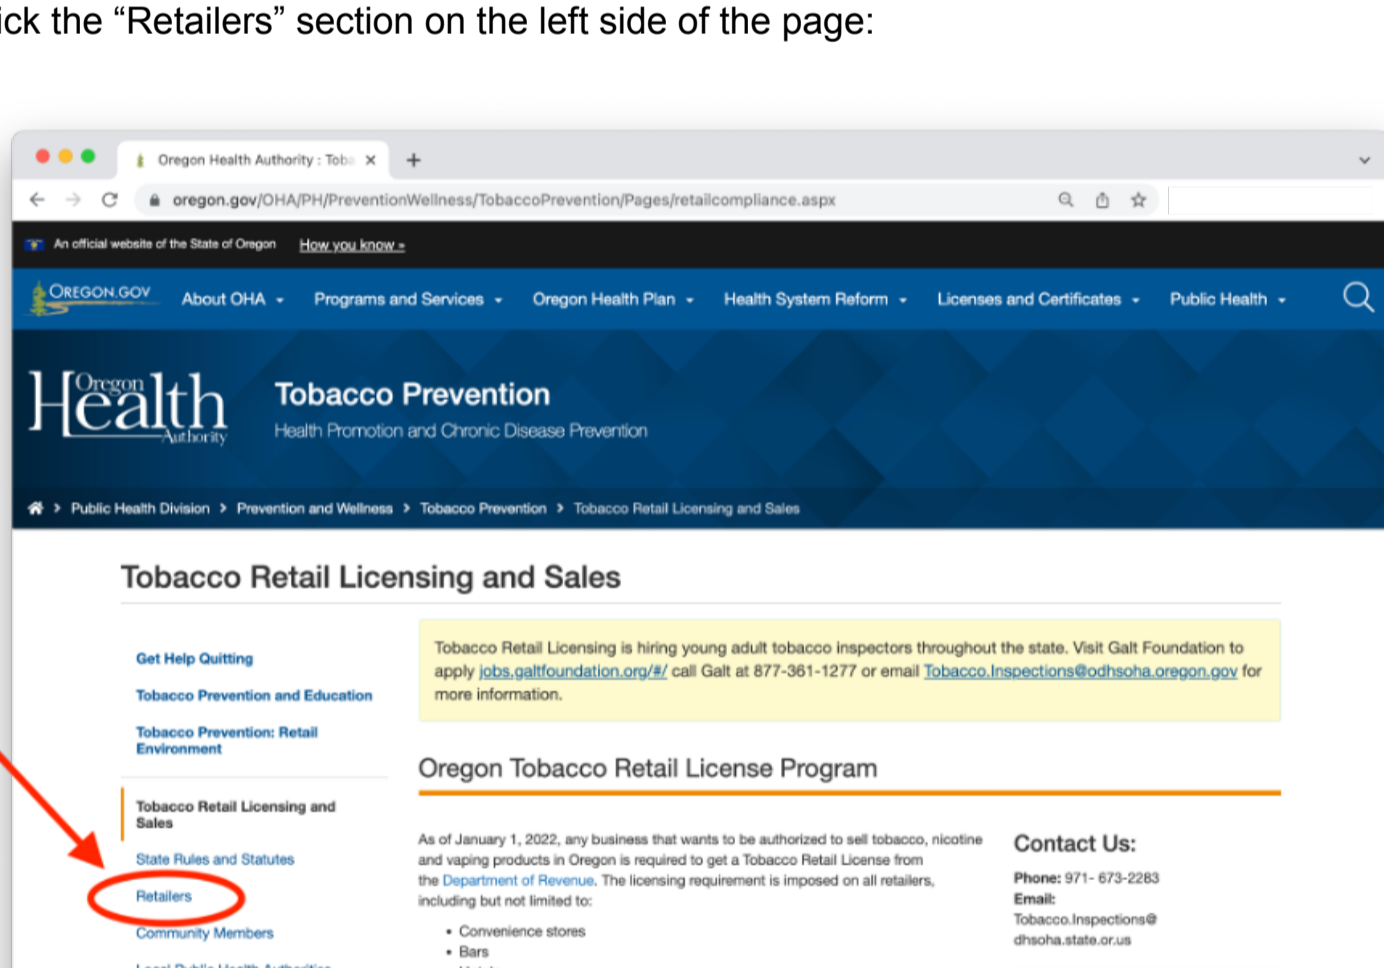 ick the “Retailers” section on the left side of the page:
Oregon Health Authority : Toba
oregon.gov/OHA/PH/PreventionWellness/TobaccoPrevention/Pages/retailcompliance.aspx
An official website of the State of Oregon How you know »
OREGON.GOV About OHA Programs and Services Oregon Health Plan Health System Reform Licenses and Certificates Public Health
Oregon
Health
Authority
Tobacco Prevention
Health Promotion and Chronic Disease Prevention
> Public Health Division > Prevention and Wellness > Tobacco Prevention > Tobacco Retail Licensing and Sales
Tobacco Retail Licensing and Sales
Get Help Quitting
Tobacco Prevention and Education
Tobacco Prevention: Retail
Environment
Tobacco Retail Licensing and
Sales
State Rules and Statutes
Retailers
Community Members
Local Public Health Authorities
Tobacco Retail Licensing is hiring young adult tobacco inspectors throughout the state. Visit Galt Foundation to
apply jobs.galtfoundation.org/#/ call Galt at 877-361-1277 or email Tobacco.Inspections@odhsoha.oregon.gov for
more information.
Oregon Tobacco Retail License Program
As of January 1, 2022, any business that wants to be authorized to sell tobacco, nicotine
and vaping products in Oregon is required to get a Tobacco Retail License from
the Department of Revenue. The licensing requirement is imposed on all retailers,
including but not limited to:
• Convenience stores
• Bars
Contact Us:
Phone: 971- 673-2283
Email:
Tobacco.Inspections@
dhsoha.state.or.us